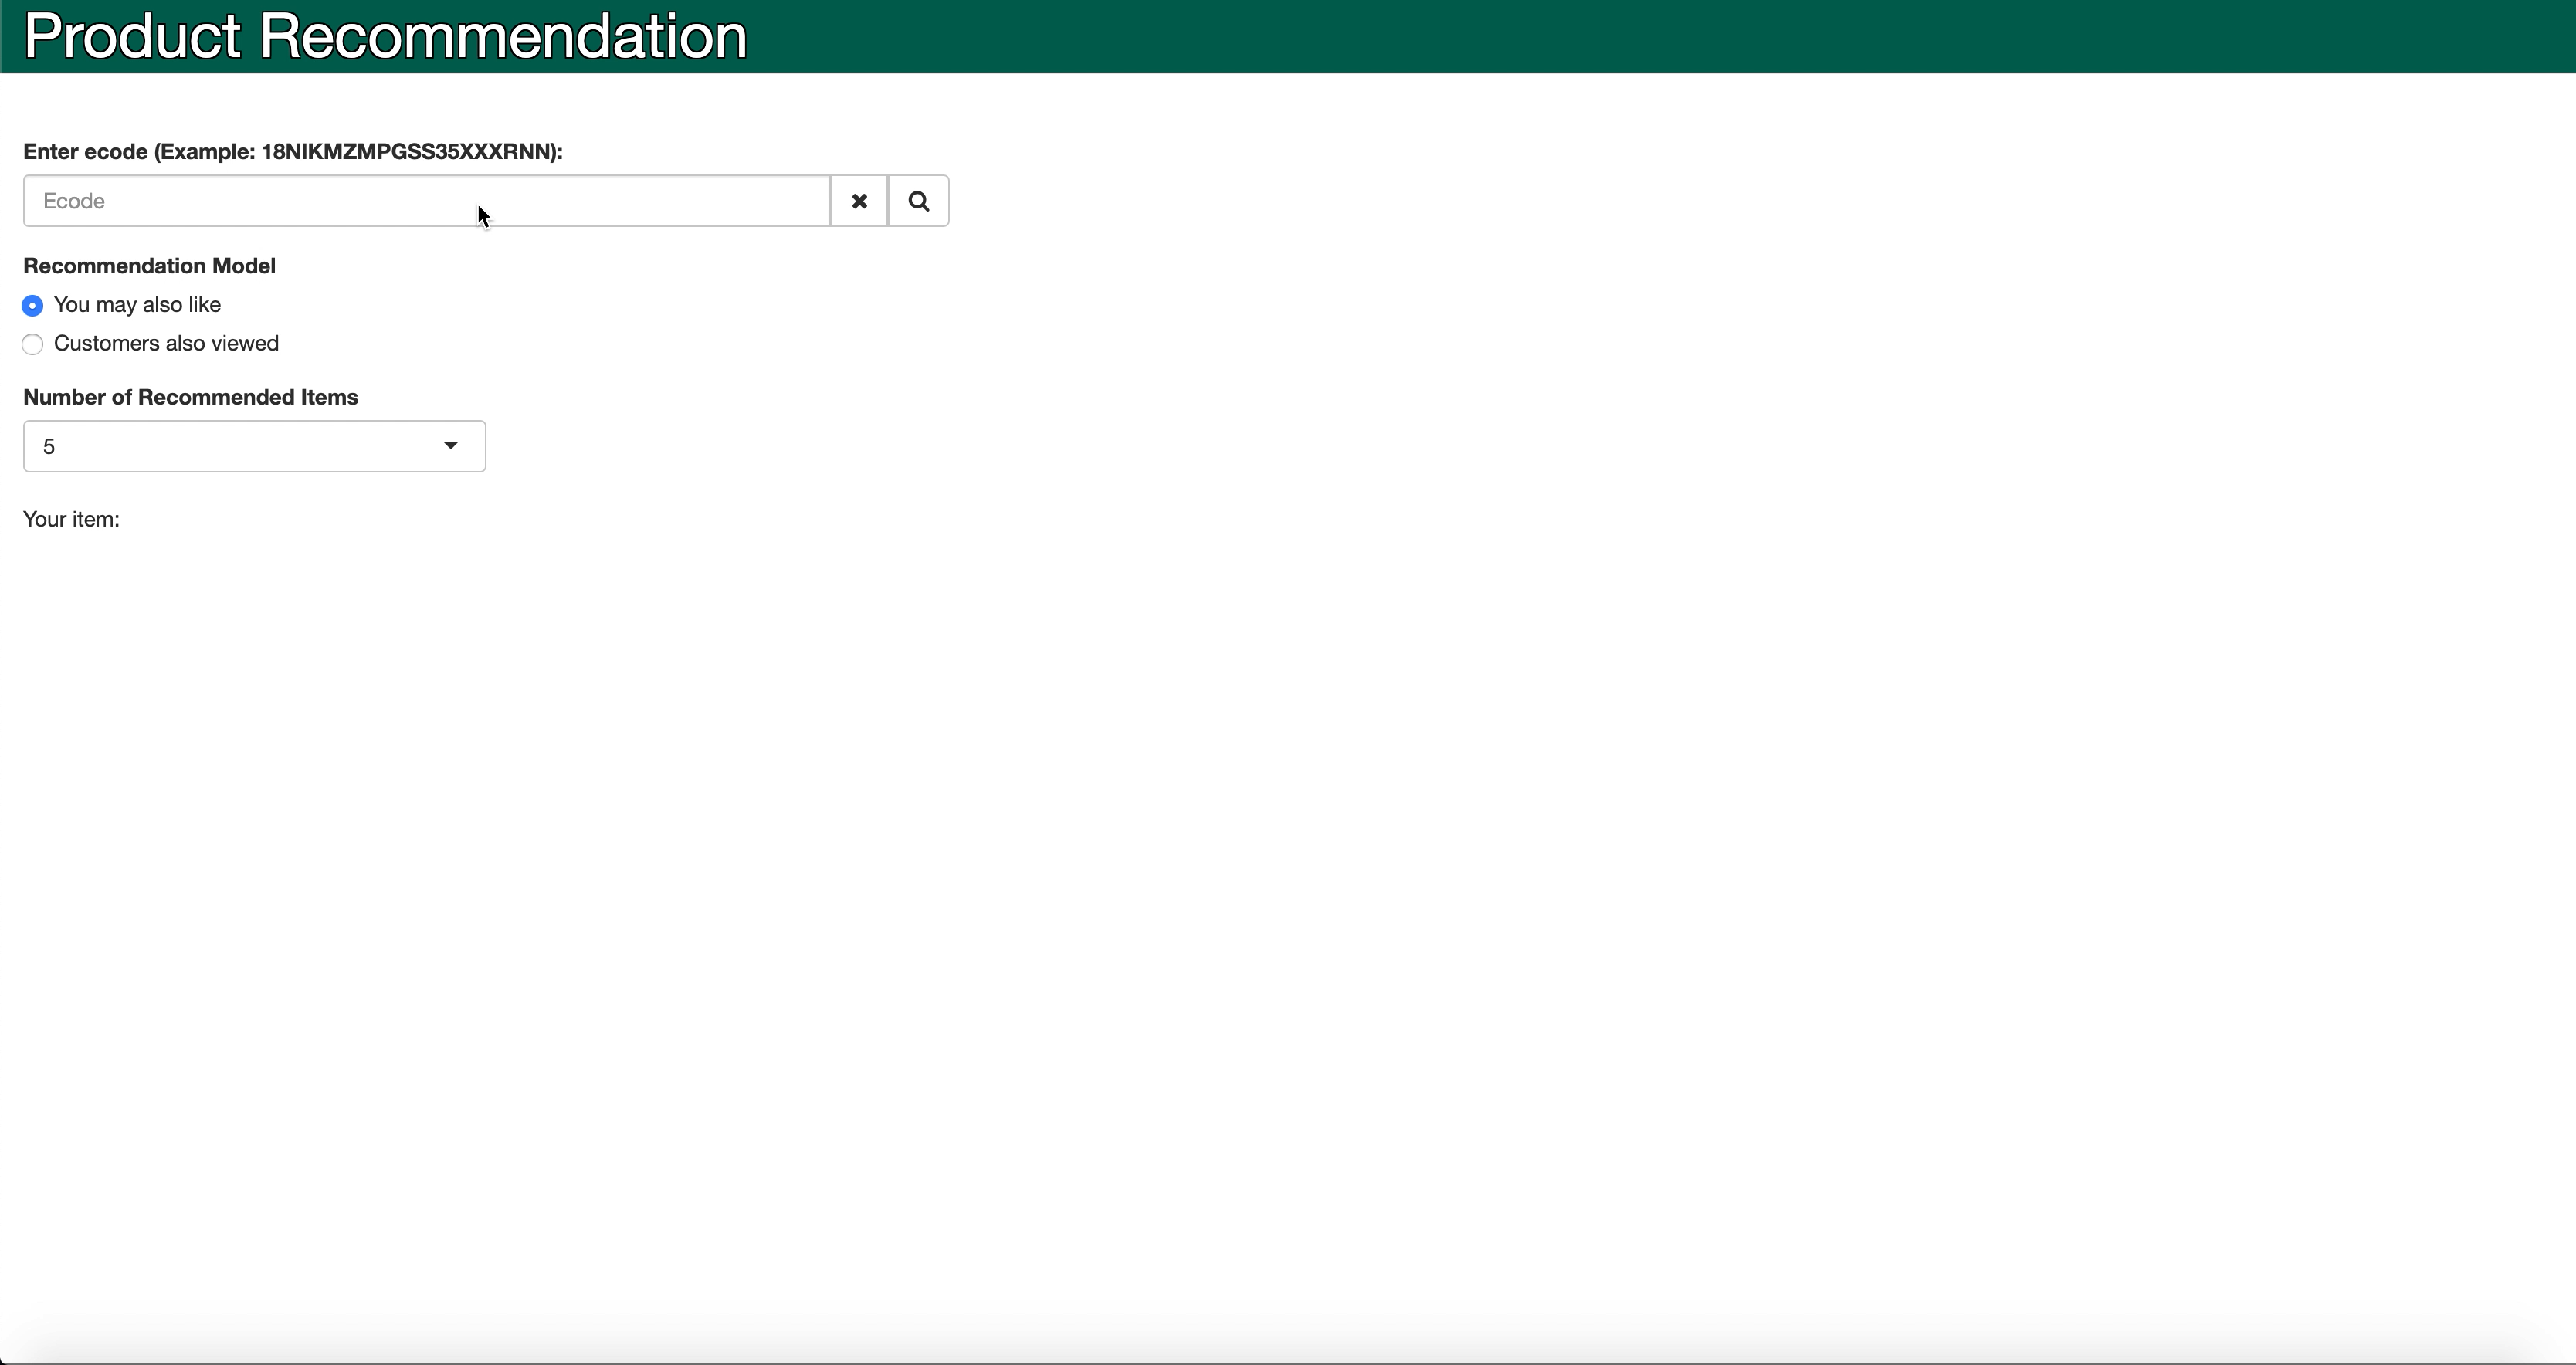 Product Recommendation
Enter ecode (Example: 18NIKMZMPGSS35XXXRNN):
Ecode
Recommendation Model
You may also like
Customers also viewed
Number of Recommended Items
5
Your item: